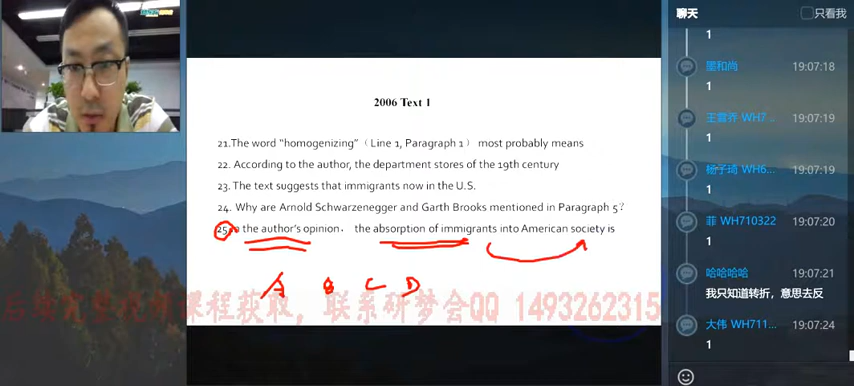 聊天
只看我
1
墨和尚
19:07:18
1
王晋乔 WH7...
19:07:19
1
杨子琦 WH6...
19:07:19
1
菲 WH710322
19:07:20
1
哈哈哈哈
19:07:21
我只知道转折，意思去反
大伟 WH711...
19:07:24
1
2006 Text 1
21.The word “homogenizing”（Line 1, Paragraph 1） most probably means
22. According to the author, the department stores of the 19th century
23. The text suggests that immigrants now in the U.S.
24. Why are Arnold Schwarzenegger and Garth Brooks mentioned in Paragraph 5？
25. the author’s opinion， the absorption of immigrants into American society is
A B C D
课程获取，联系研梦会QQ 1493262315